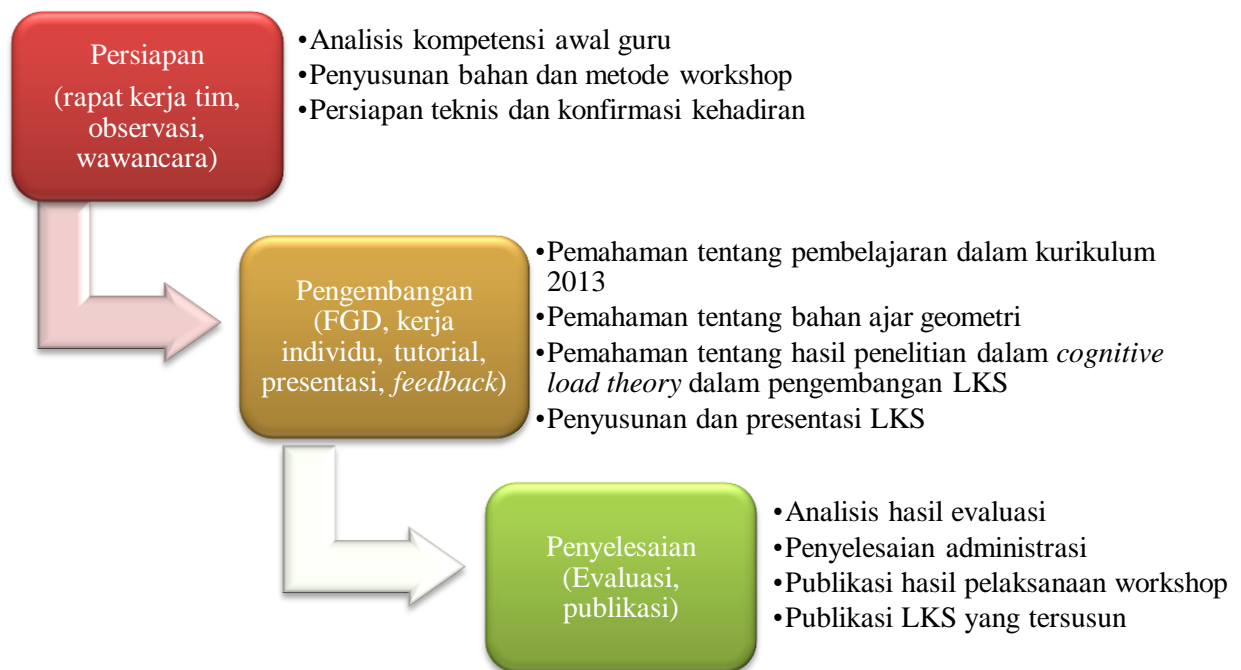 Persiapan
(rapat kerja tim,
observasi,
wawancara)
•Analisis kompetensi awal guru
•Penyusunan bahan dan metode workshop
•Persiapan teknis dan konfirmasi kehadiran
Pengembangan
(FGD, kerja
individu, tutorial,
presentasi, feedback)
•Pemahaman tentang pembelajaran dalam kurikulum
2013
•Pemahaman tentang bahan ajar geometri
•Pemahaman tentang hasil penelitian dalam cognitive
load theory dalam pengembangan LKS
•Penyusunan dan presentasi LKS
Penyelesaian
(Evaluasi,
publikasi)
•Analisis hasil evaluasi
•Penyelesaian administrasi
•Publikasi hasil pelaksanaan workshop
•Publikasi LKS yang tersusun